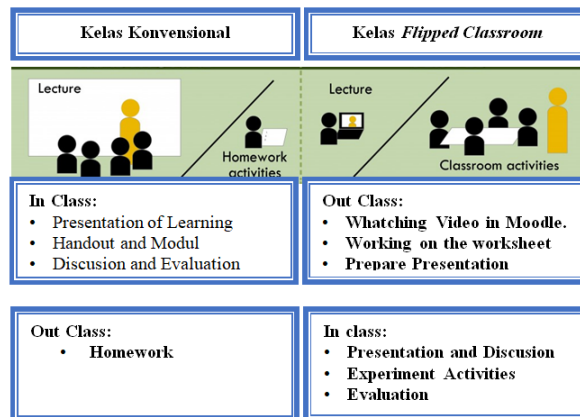 Kelas Konvensional
Kelas Flipped Classroom
Lecture
Homework
activities
Lecture
Classroom activities
In Class:
• Presentation of Learning
• Handout and Modul
• Discusion and Evaluation
Out Class:
• Whatching Video in Moodle.
• Working on the worksheet
• Prepare Presentation
Out Class:
• Homework
In class:
• Presentation and Discusion
• Experiment Activities
• Evaluation